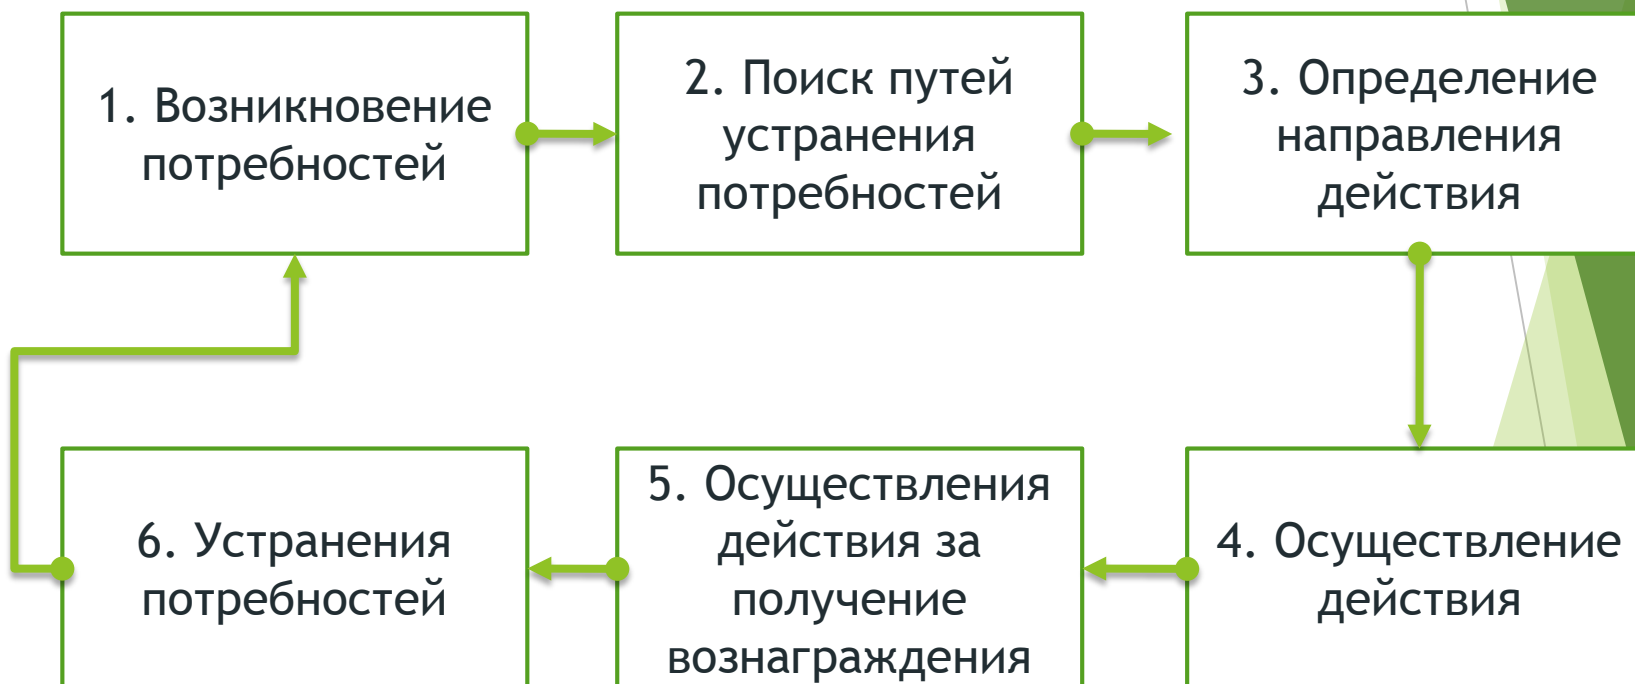 1. Возникновение
потребностей
2. Поиск путей
устранения
потребностей
3. Определение
направления
действия
4. Осуществление
действия
5. Осуществления
действия за
получение
вознаграждения
6. Устранения
потребностей